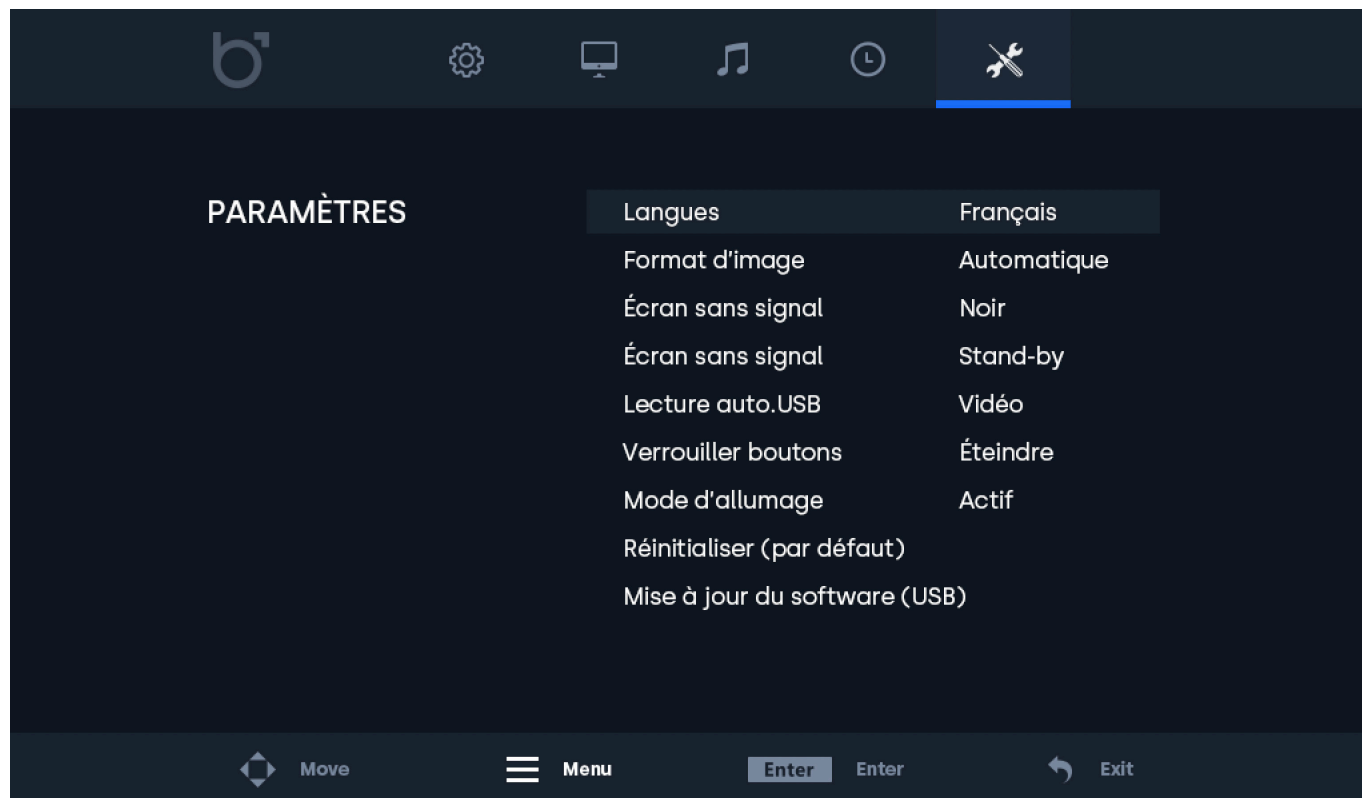 PARAMÈTRES
Langues Français
Format d'image Automatique
Écran sans signal Noir
Écran sans signal Stand-by
Lecture auto.USB Vidéo
Verrouiller boutons Éteindre
Mode d'allumage Actif
Réinitialiser (par défaut)
Mise à jour du software (USB)
Move Menu Enter Enter Exit